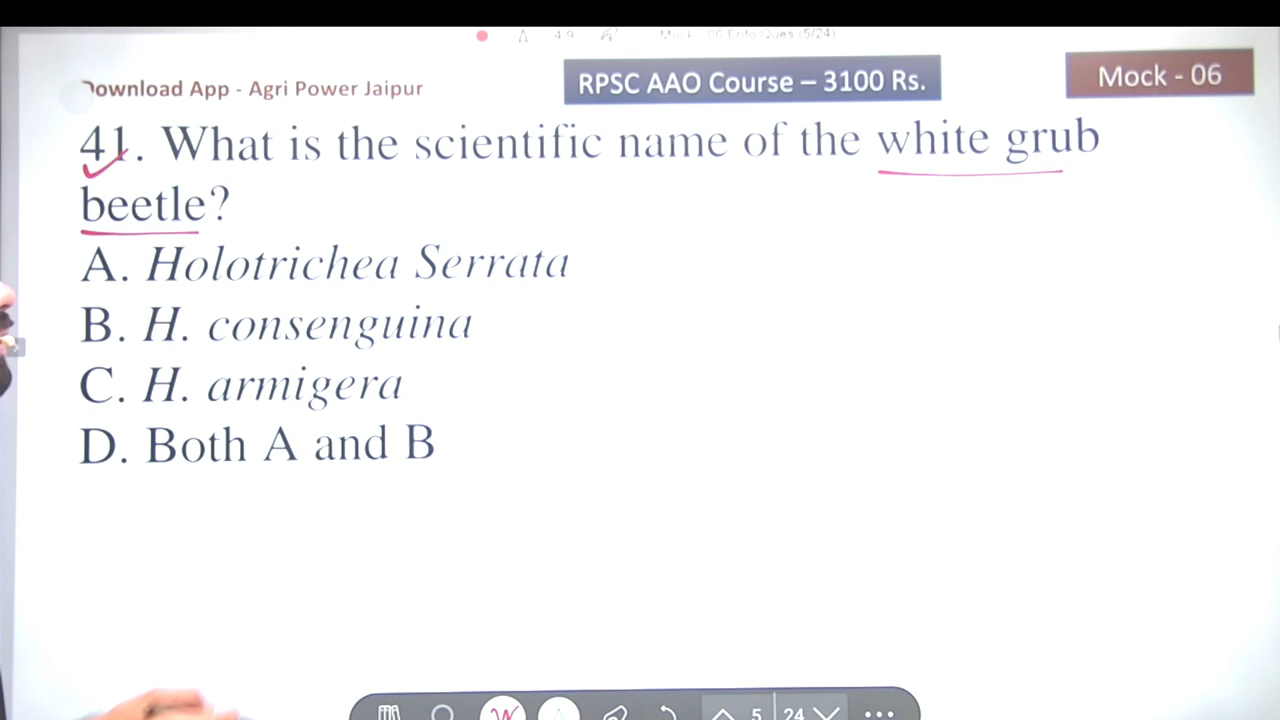 Download App - Agri Power Jaipur
RPSC AAO Course – 3100 Rs.
Mock - 06
41. What is the scientific name of the white grub
beetle?
A. Holotrichea Serrata
B. H. consenguina
C. H. armigera
D. Both A and B
5
24